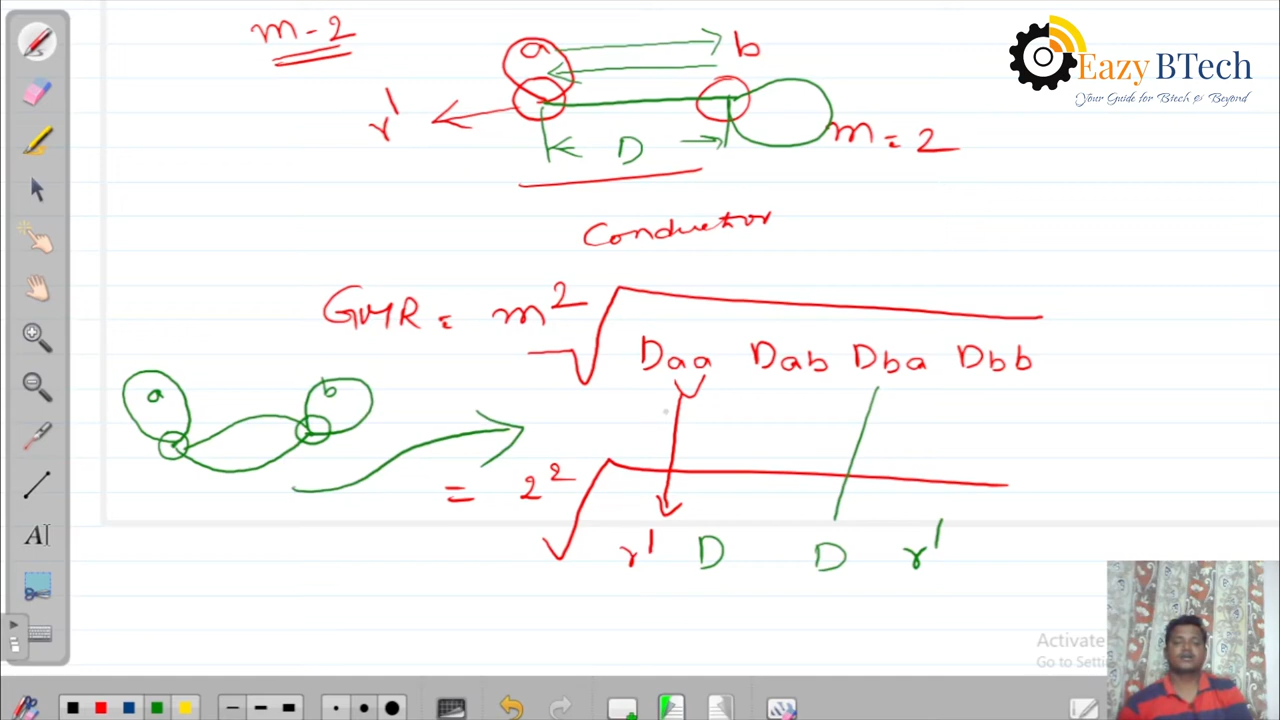 m - 2
a b
r'
D
m = 2
Conductor
GMR = m² √ Daa Dab Dba Dbb
a b
= 2² √ r' D D r'
Eazy BTech
Your Guide for Btech & Beyond
A
Activate
Go to Setti